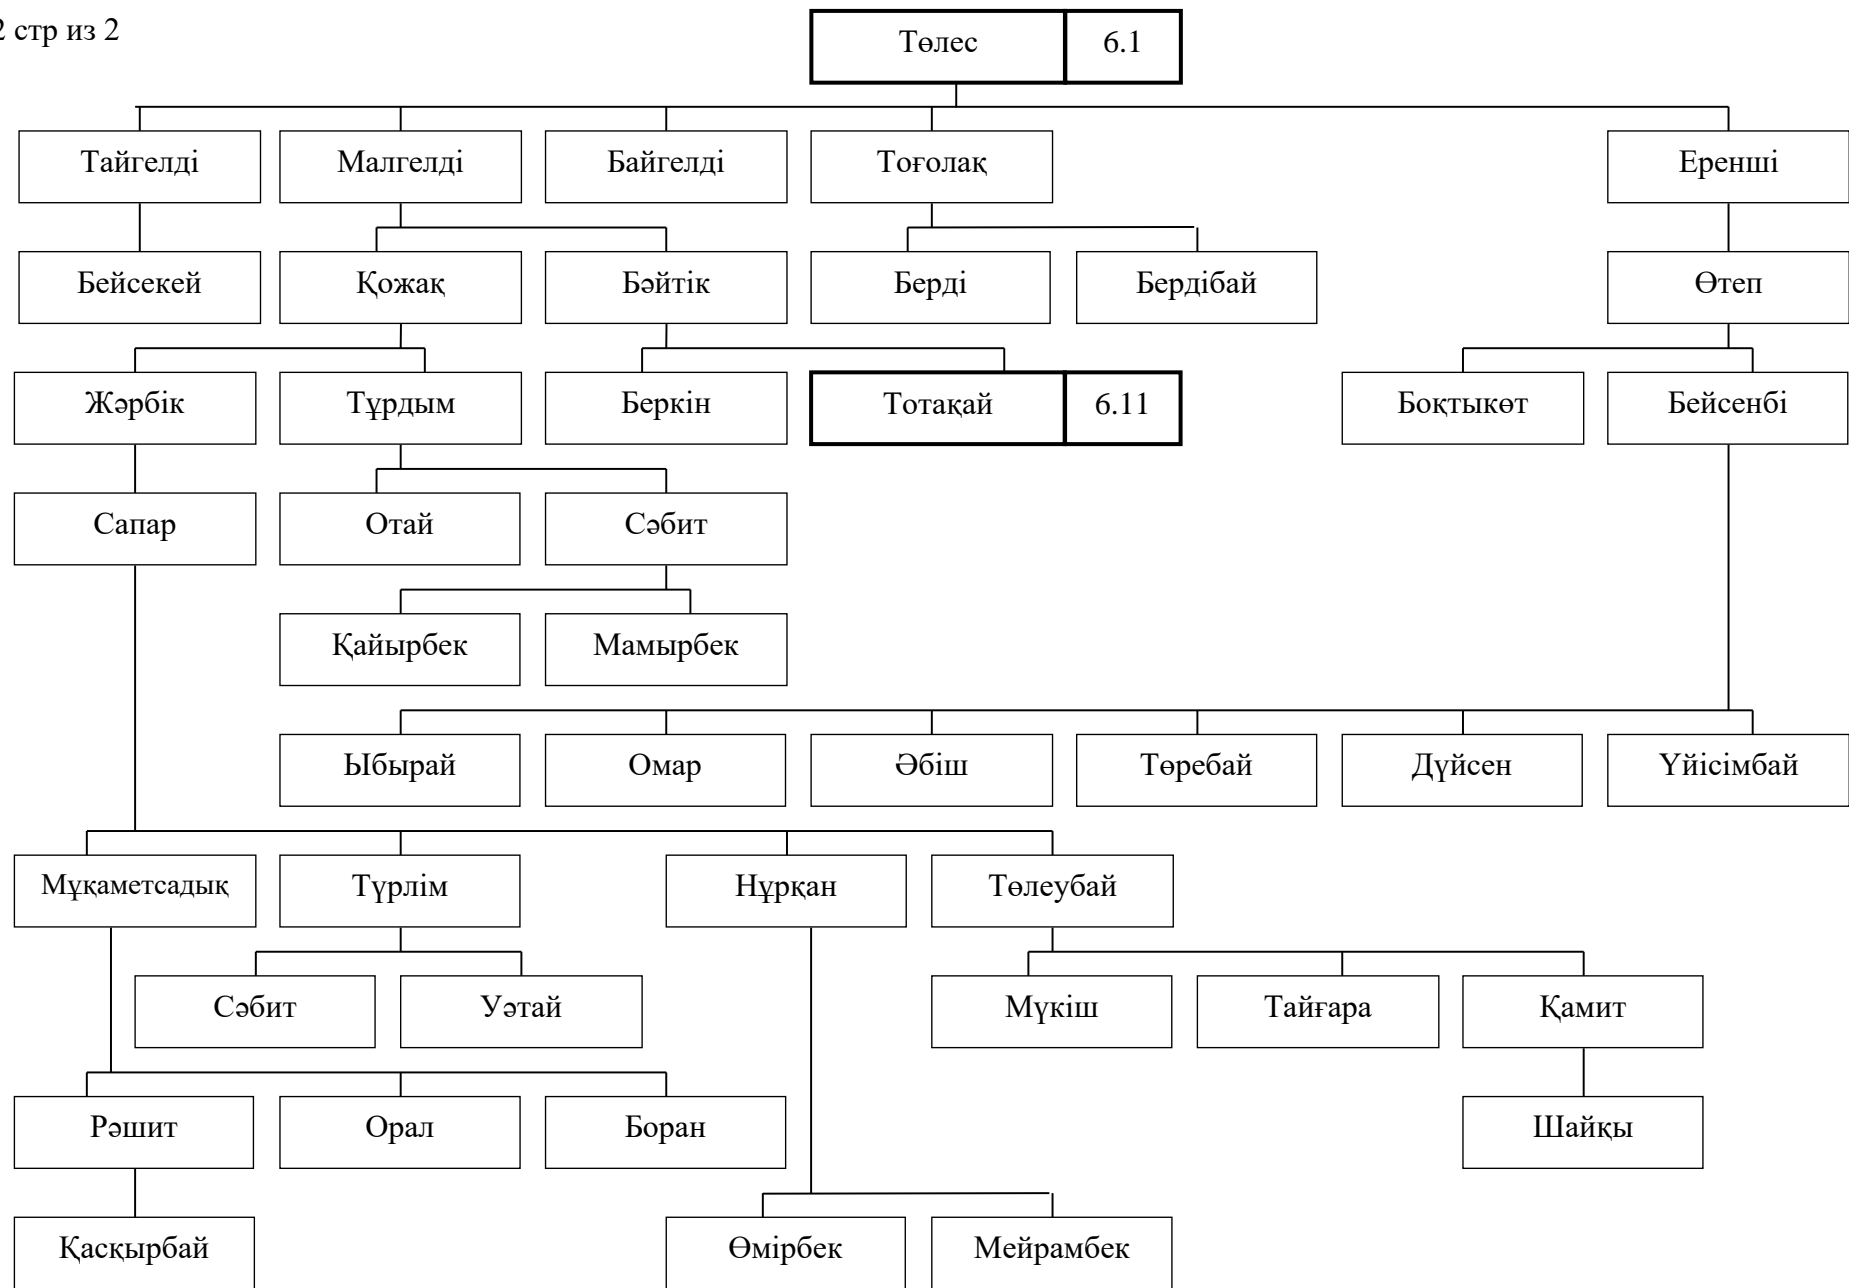 2 стр из 2
Төлес 6.1
Тайгелді Малгелді Байгелді Тоғолақ Еренші
Бейсекей Қожақ Бәйтік Берді Бердібай Өтеп
Жәрбік Тұрдым Беркін Тотақай 6.11 Боқтыкөт Бейсенбі
Сапар Отай Сәбит
Қайырбек Мамырбек
Ыбырай Омар Әбіш Төребай Дүйсен Үйісімбай
Мұқаметсадық Түрлім Нұрқан Төлеубай
Сәбит Уәтай Мүкіш Тайғара Қамит
Рәшит Орал Боран Шайқы
Қасқырбай Өмірбек Мейрамбек